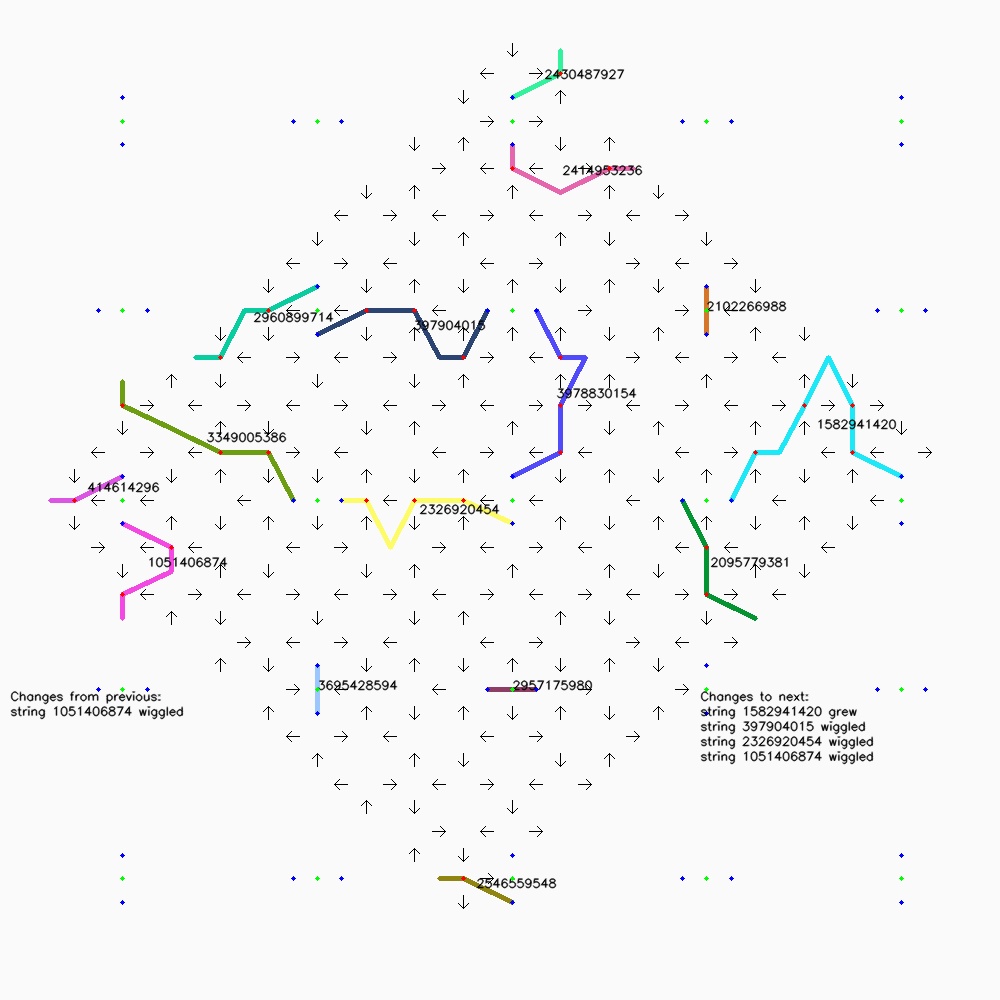 2430487927
2414953236
2102266988
2960899714
397904015
3978830154
1582941420
3349005386
414614296
2326920454
1051406874
2095779381
3695428594
2957175980
Changes from previous:
string 1051406874 wiggled
Changes to next:
string 1582941420 grew
string 397904015 wiggled
string 2326920454 wiggled
string 1051406874 wiggled
2546559548